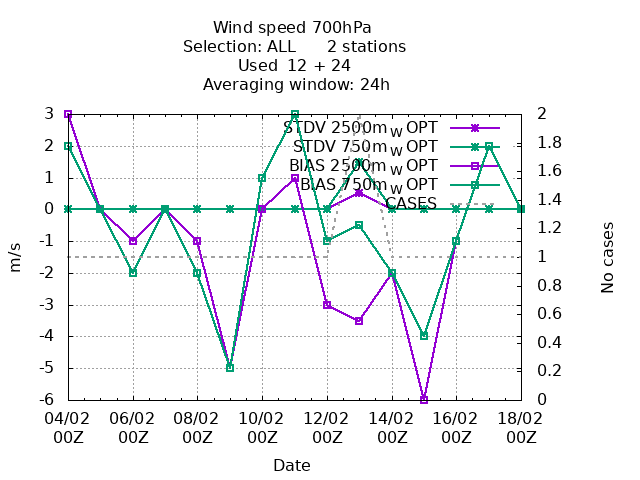 Wind speed 700hPa
Selection: ALL 2 stations
Used 12 + 24
Averaging window: 24h
3 2 1 0 -1 -2 -3 -4 -5 -6
m/s
STDV 2500m w OPT
STDV 750m w OPT
BIAS 2500m w OPT
BIAS 750m w OPT
CASES
2 1.8 1.6 1.4 1.2 1 0.8 0.6 0.4 0.2 0
No cases
04/02 06/02 08/02 10/02 12/02 14/02 16/02 18/02
00Z 00Z 00Z 00Z 00Z 00Z 00Z 00Z
Date